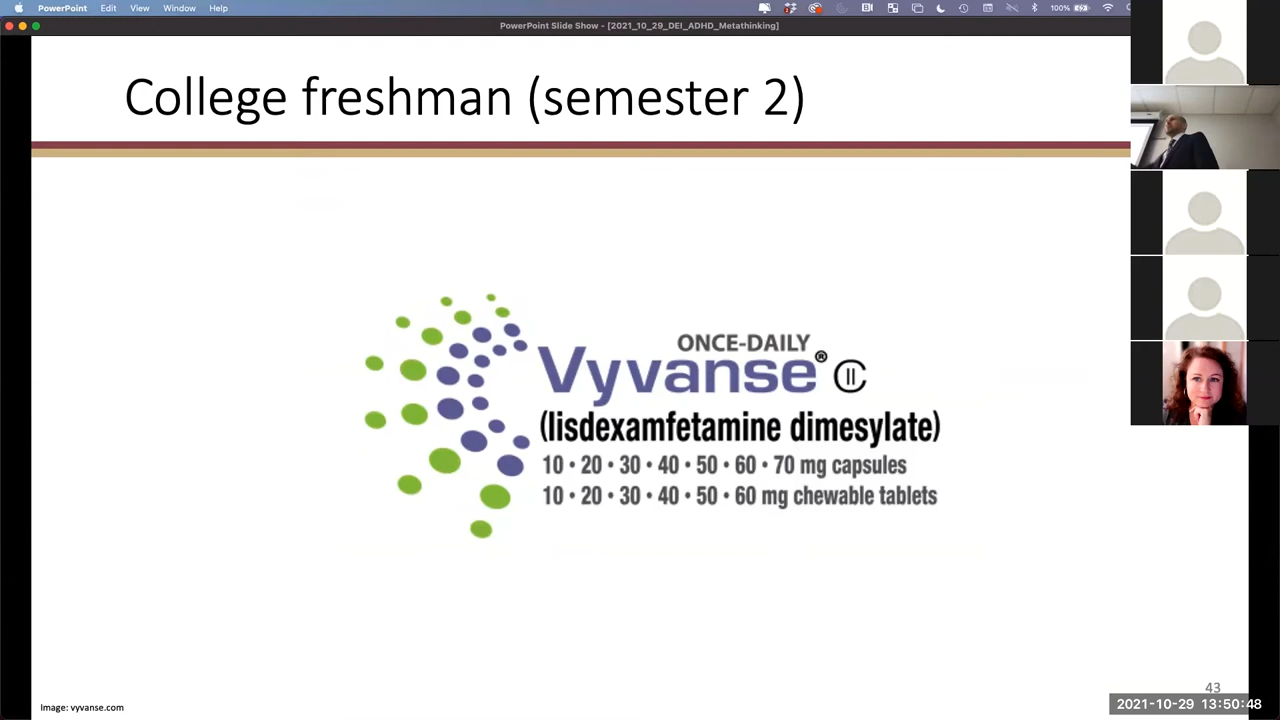 PowerPoint Edit View Window Help
100%
PowerPoint Slide Show - [2021_10_29_DEI_ADHD_Metathinking]
College freshman (semester 2)
ONCE-DAILY
Vyvanse® CII
(lisdexamfetamine dimesylate)
10 • 20 • 30 • 40 • 50 • 60 • 70 mg capsules
10 • 20 • 30 • 40 • 50 • 60 mg chewable tablets
43
2021-10-29 13:50:48
Image: vyvanse.com